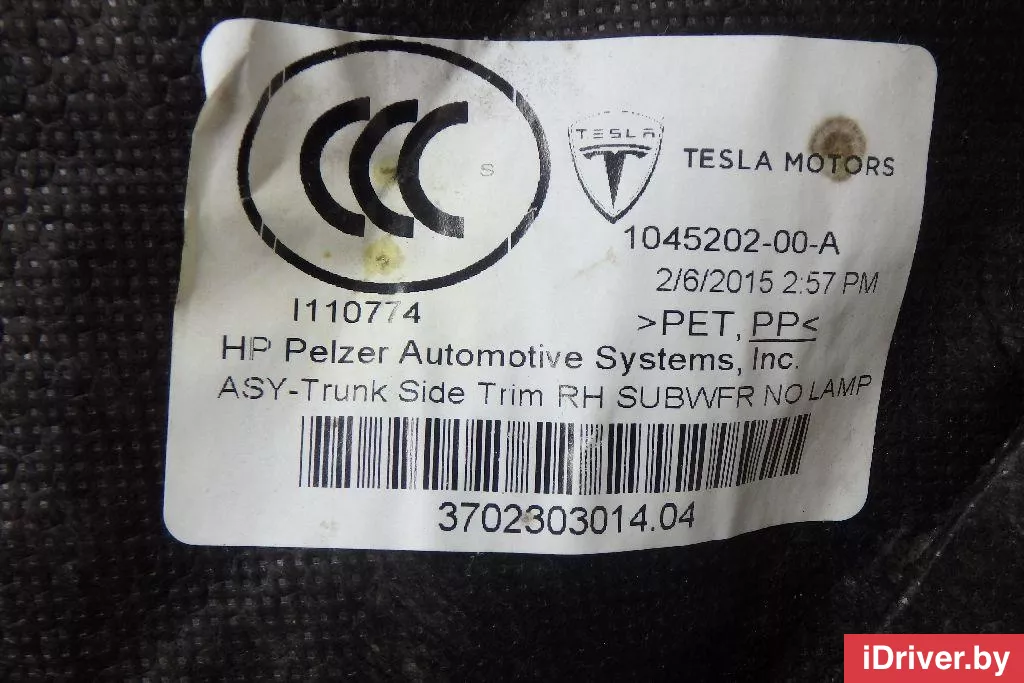 CCC S
TESLA
TESLA MOTORS
1045202-00-A
2/6/2015 2:57 PM
I110774
>PET, PP<
HP Pelzer Automotive Systems, Inc.
ASY-Trunk Side Trim RH SUBWFR NO LAMP
3702303014.04
iDriver.by